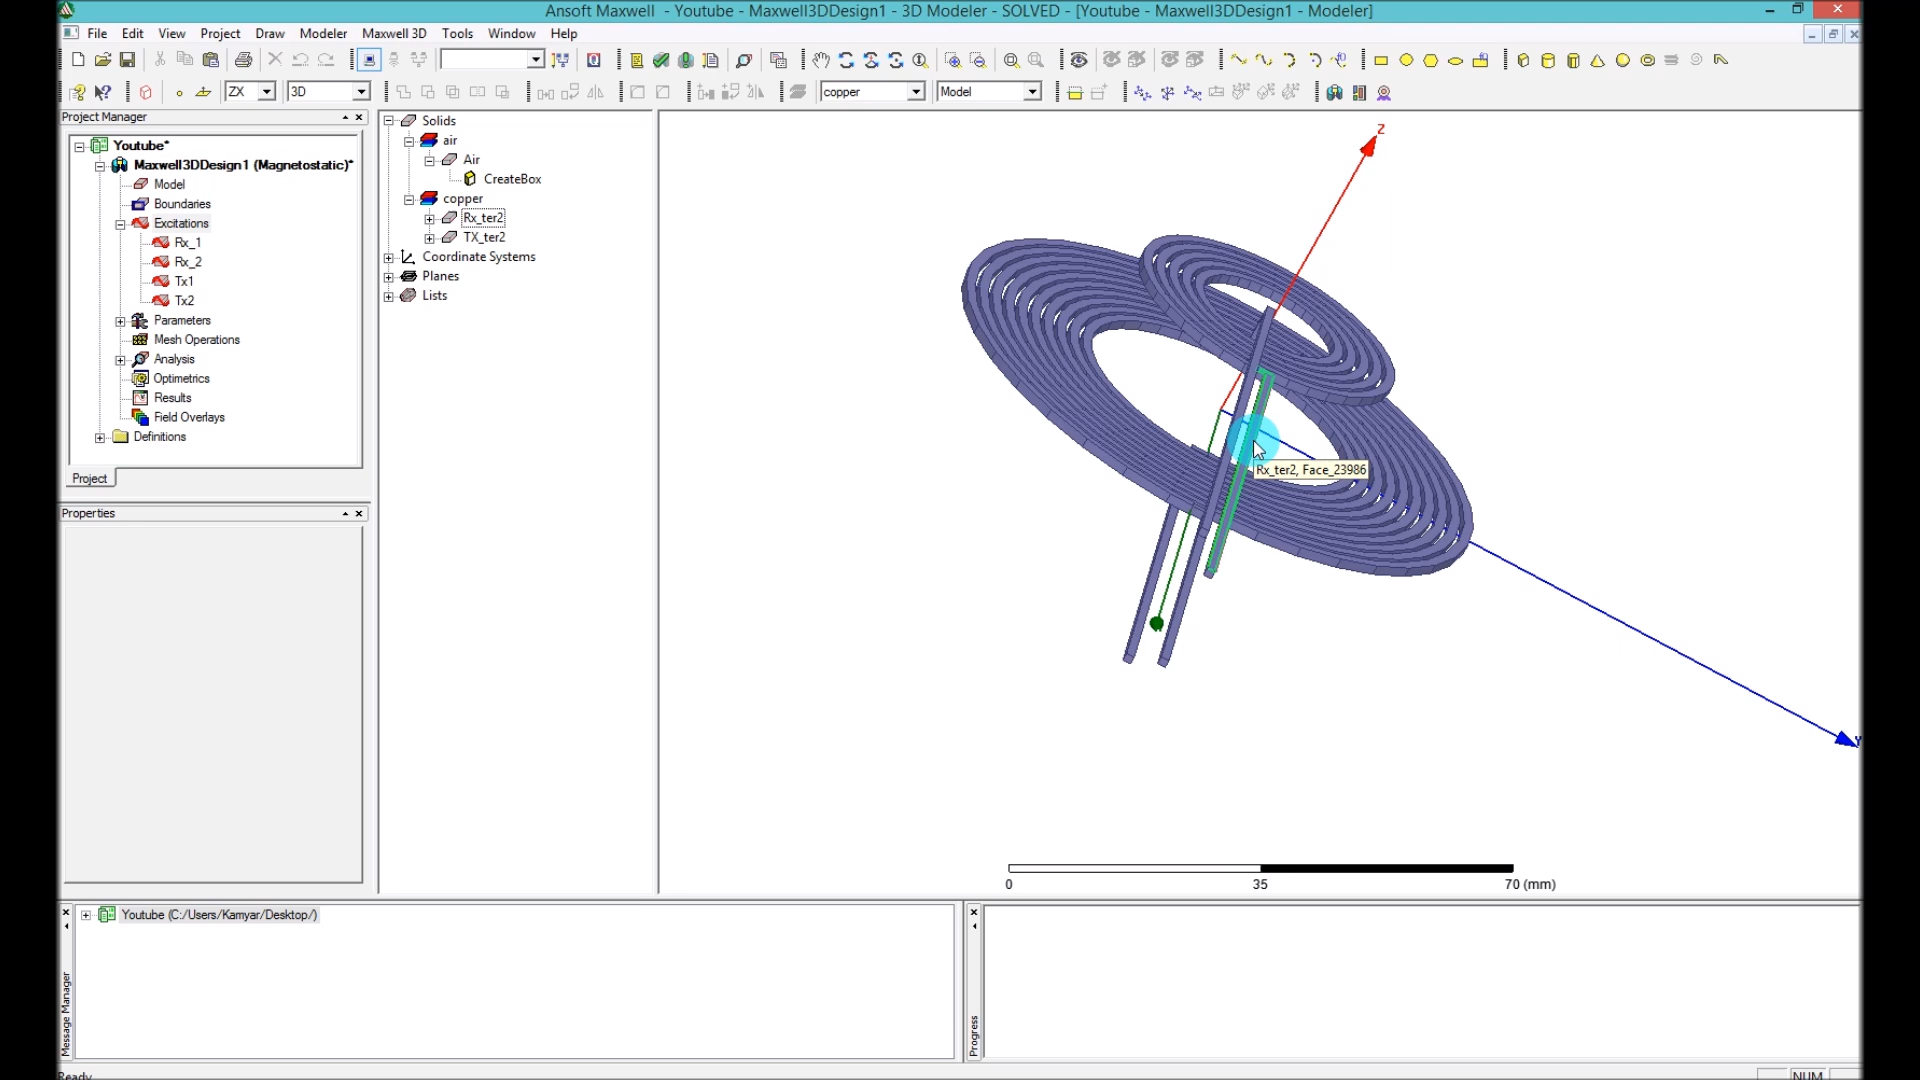 Ansoft Maxwell - Youtube - Maxwell3DDesign1 - 3D Modeler - SOLVED - [Youtube - Maxwell3DDesign1 - Modeler]
File Edit View Project Draw Modeler Maxwell 3D Tools Window Help
ZX 3D copper Model
Project Manager
Youtube*
Maxwell3DDesign1 (Magnetostatic)*
Model
Boundaries
Excitations
Rx_1
Rx_2
Tx1
Tx2
Parameters
Mesh Operations
Analysis
Optimetrics
Results
Field Overlays
Definitions
Project
Properties
Solids
air
Air
CreateBox
copper
Rx_ter2
TX_ter2
Coordinate Systems
Planes
Lists
Z
Rx_ter2, Face_23986
Y
0 35 70 (mm)
Youtube (C:/Users/Kamyar/Desktop/)
Message Manager
Progress
Ready
NUM